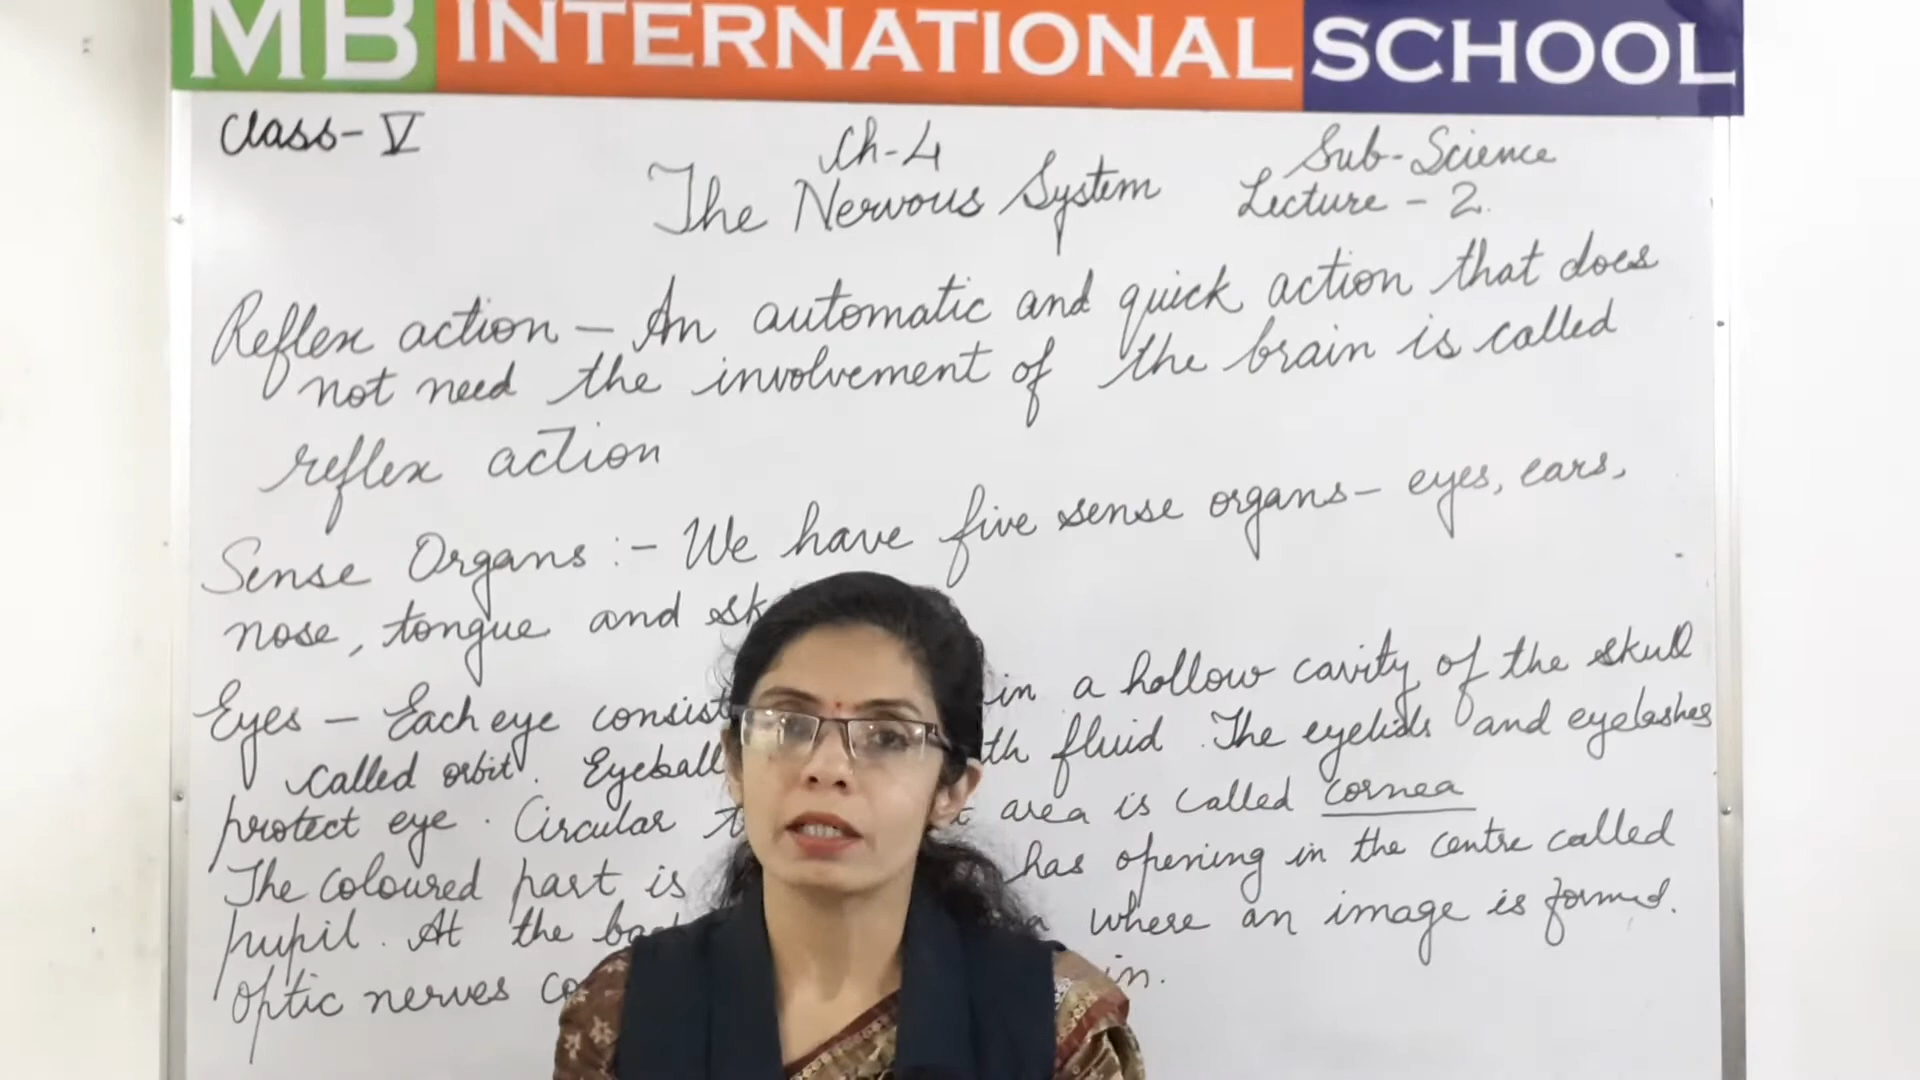 MB INTERNATIONAL SCHOOL
Class - V
Ch-4
Sub-Science
The Nervous System
Lecture - 2.
Reflex action — An automatic and quick action that does
not need the involvement of the brain is called
reflex action
Sense Organs :- We have five sense organs - eyes, ears,
nose, tongue and
Eyes — Each eye in a hollow cavity of the skull
called orbit. fluid. The eyelids and eyelashes
protect eye. Circular area is called cornea
The coloured part is has opening in the centre called
pupil. At the where an image is formed.
optic nerves